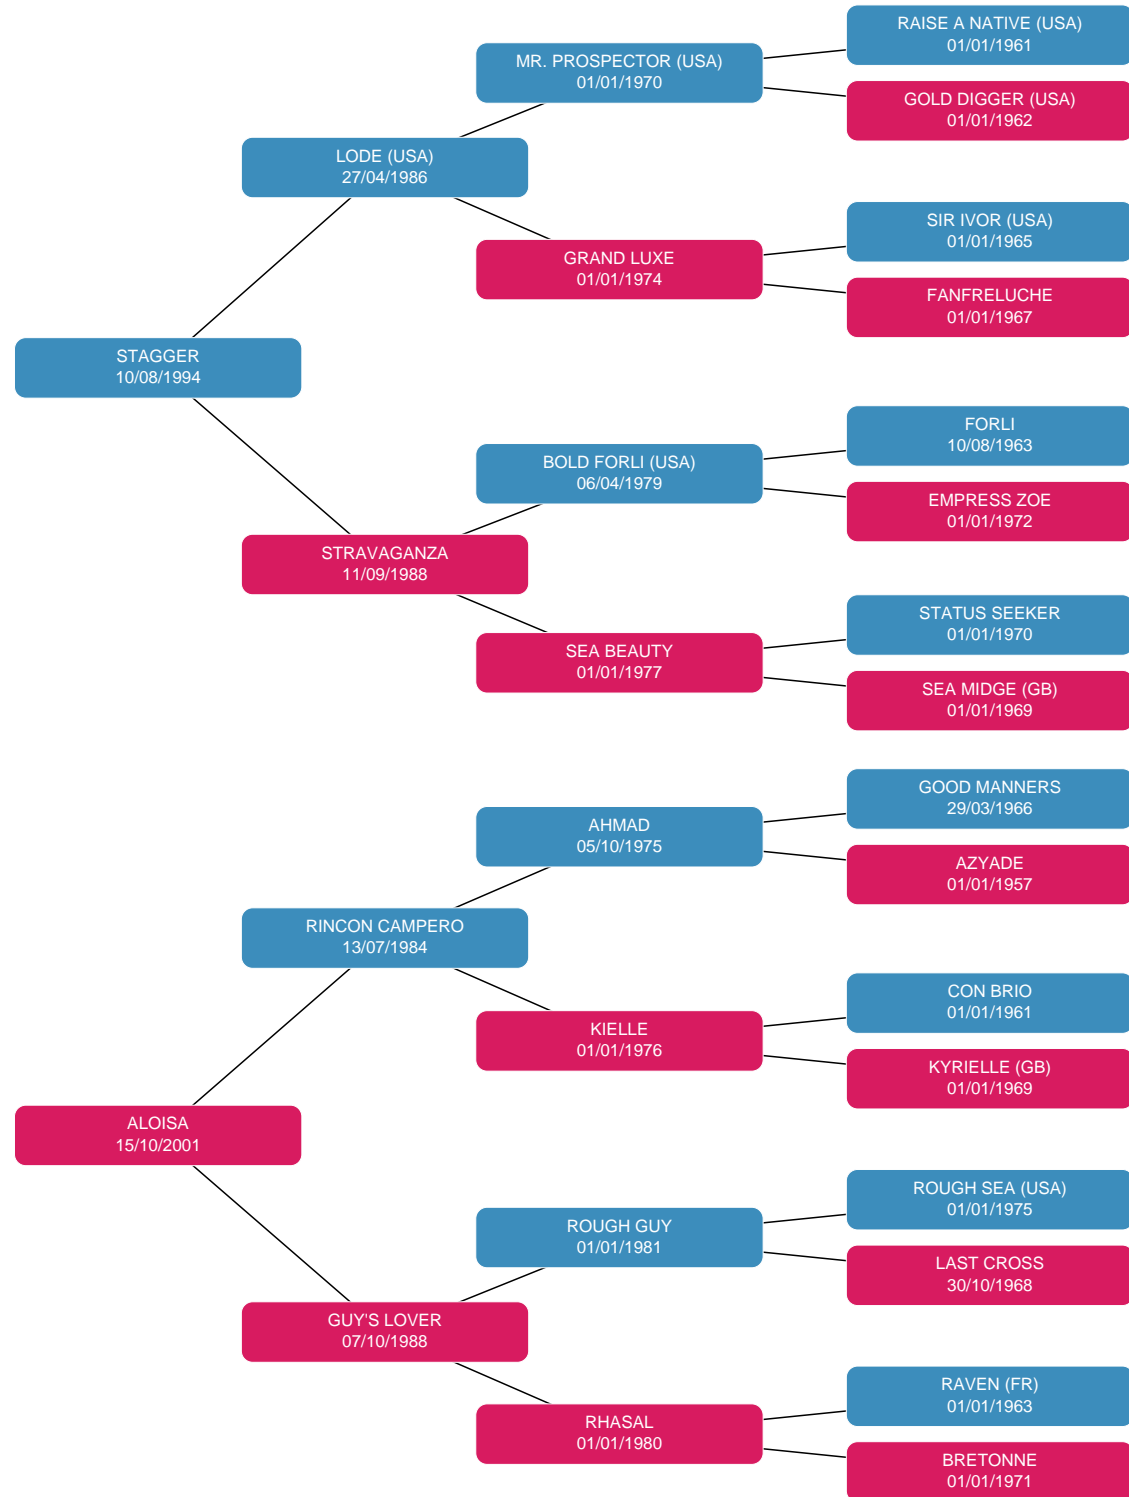 RAISE A NATIVE (USA)
01/01/1961
MR. PROSPECTOR (USA)
01/01/1970
GOLD DIGGER (USA)
01/01/1962
LODE (USA)
27/04/1986
SIR IVOR (USA)
01/01/1965
GRAND LUXE
01/01/1974
FANFRELUCHE
01/01/1967
STAGGER
10/08/1994
FORLI
10/08/1963
BOLD FORLI (USA)
06/04/1979
EMPRESS ZOE
01/01/1972
STRAVAGANZA
11/09/1988
STATUS SEEKER
01/01/1970
SEA BEAUTY
01/01/1977
SEA MIDGE (GB)
01/01/1969
GOOD MANNERS
29/03/1966
AHMAD
05/10/1975
AZYADE
01/01/1957
RINCON CAMPERO
13/07/1984
CON BRIO
01/01/1961
KIELLE
01/01/1976
KYRIELLE (GB)
01/01/1969
ALOISA
15/10/2001
ROUGH SEA (USA)
01/01/1975
ROUGH GUY
01/01/1981
LAST CROSS
30/10/1968
GUY'S LOVER
07/10/1988
RAVEN (FR)
01/01/1963
RHASAL
01/01/1980
BRETONNE
01/01/1971